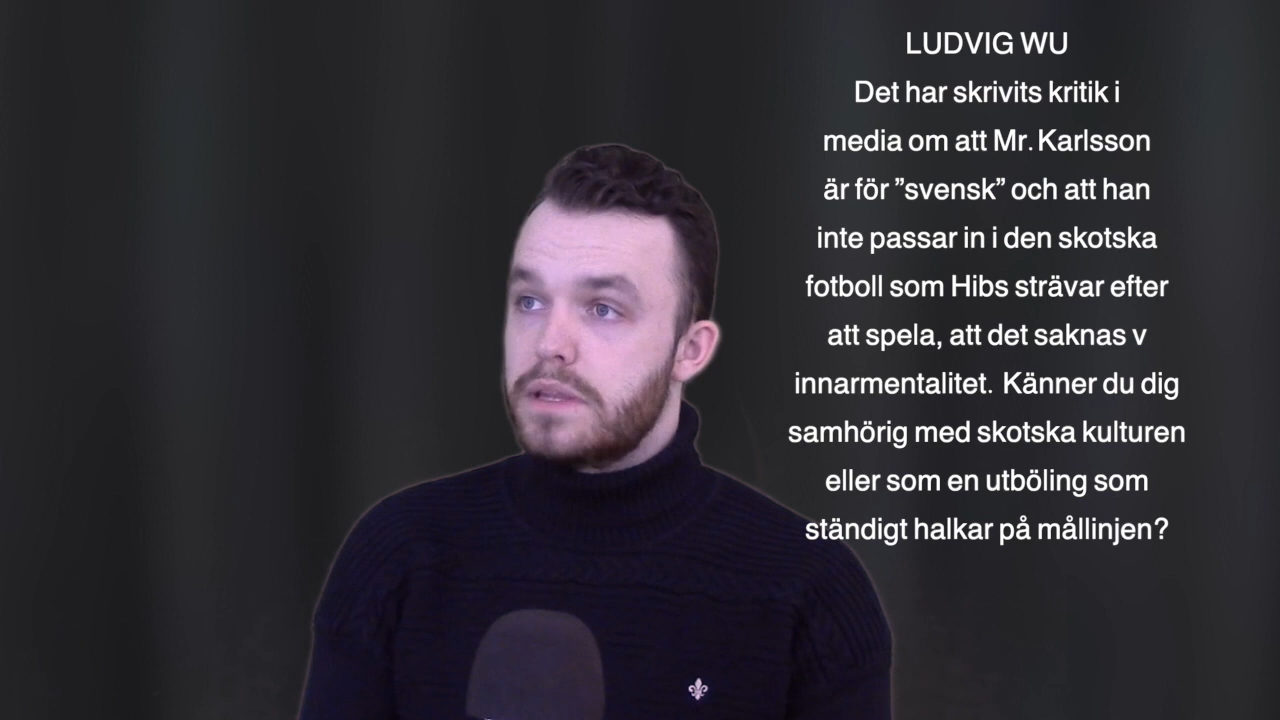 LUDVIG WU
Det har skrivits kritik i
media om att Mr. Karlsson
är för ”svensk” och att han
inte passar in i den skotska
fotboll som Hibs strävar efter
att spela, att det saknas v
innarmentalitet. Känner du dig
samhörig med skotska kulturen
eller som en utböling som
ständigt halkar på mållinjen?